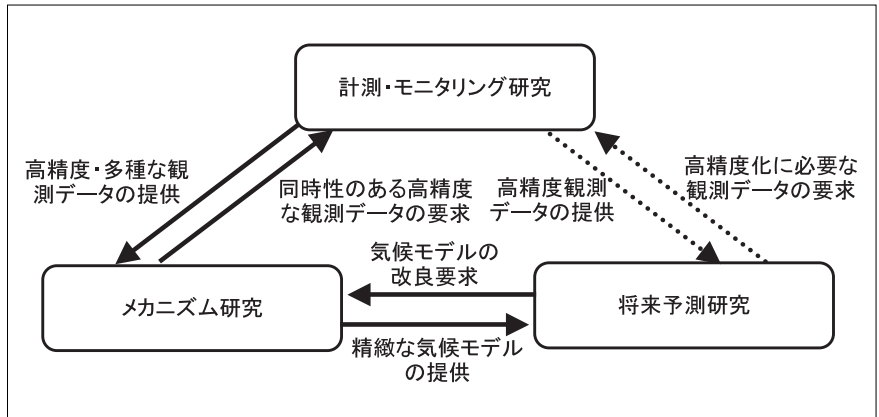 計測・モニタリング研究
高精度・多種な観
測データの提供
同時性のある高精度
な観測データの要求
高精度観測
データの提供
高精度化に必要な
観測データの要求
気候モデルの
改良要求
メカニズム研究
将来予測研究
精緻な気候モデル
の提供